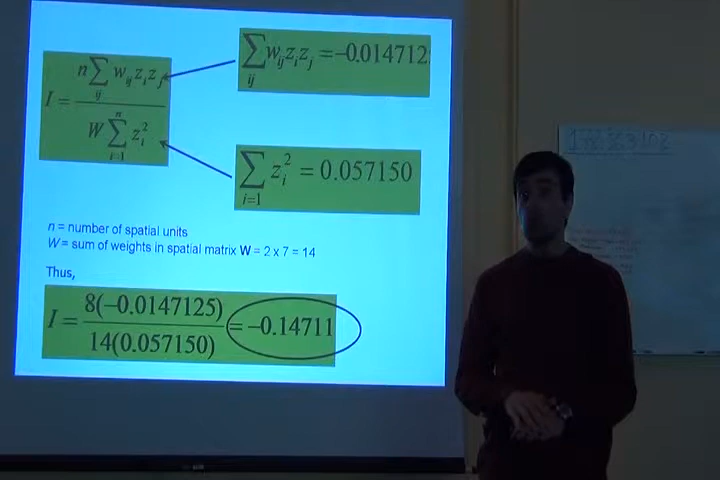 I = n∑ij wij zi zj / W∑i=1n zi2
∑ij wij zi zj = −0.014712
∑i=1 zi2 = 0.057150
n = number of spatial units
W = sum of weights in spatial matrix W = 2 x 7 = 14
Thus,
I = 8(−0.0147125) / 14(0.057150) = −0.14711